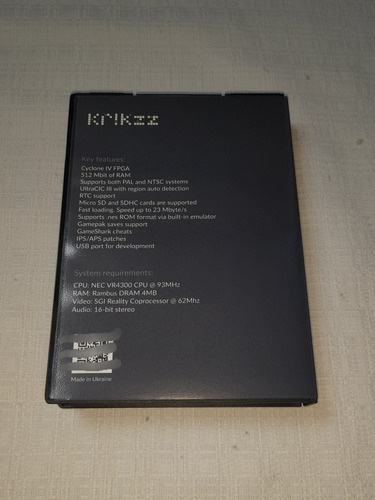 krikzz
Key features:
Cyclone IV FPGA
512 Mbit of RAM
Supports both PAL and NTSC systems
UltraCIC III with region auto detection
RTC support
Micro SD and SDHC cards are supported
Fast loading. Speed up to 23 Mbyte/s
Supports .nes ROM format via built-in emulator
Gamepak saves support
GameShark cheats
IPS/APS patches
USB port for development
System requirements:
CPU: NEC VR4300 CPU @ 93MHz
RAM: Rambus DRAM 4MB
Video: SGI Reality Coprocessor @ 62Mhz
Audio: 16-bit stereo
Made in Ukraine